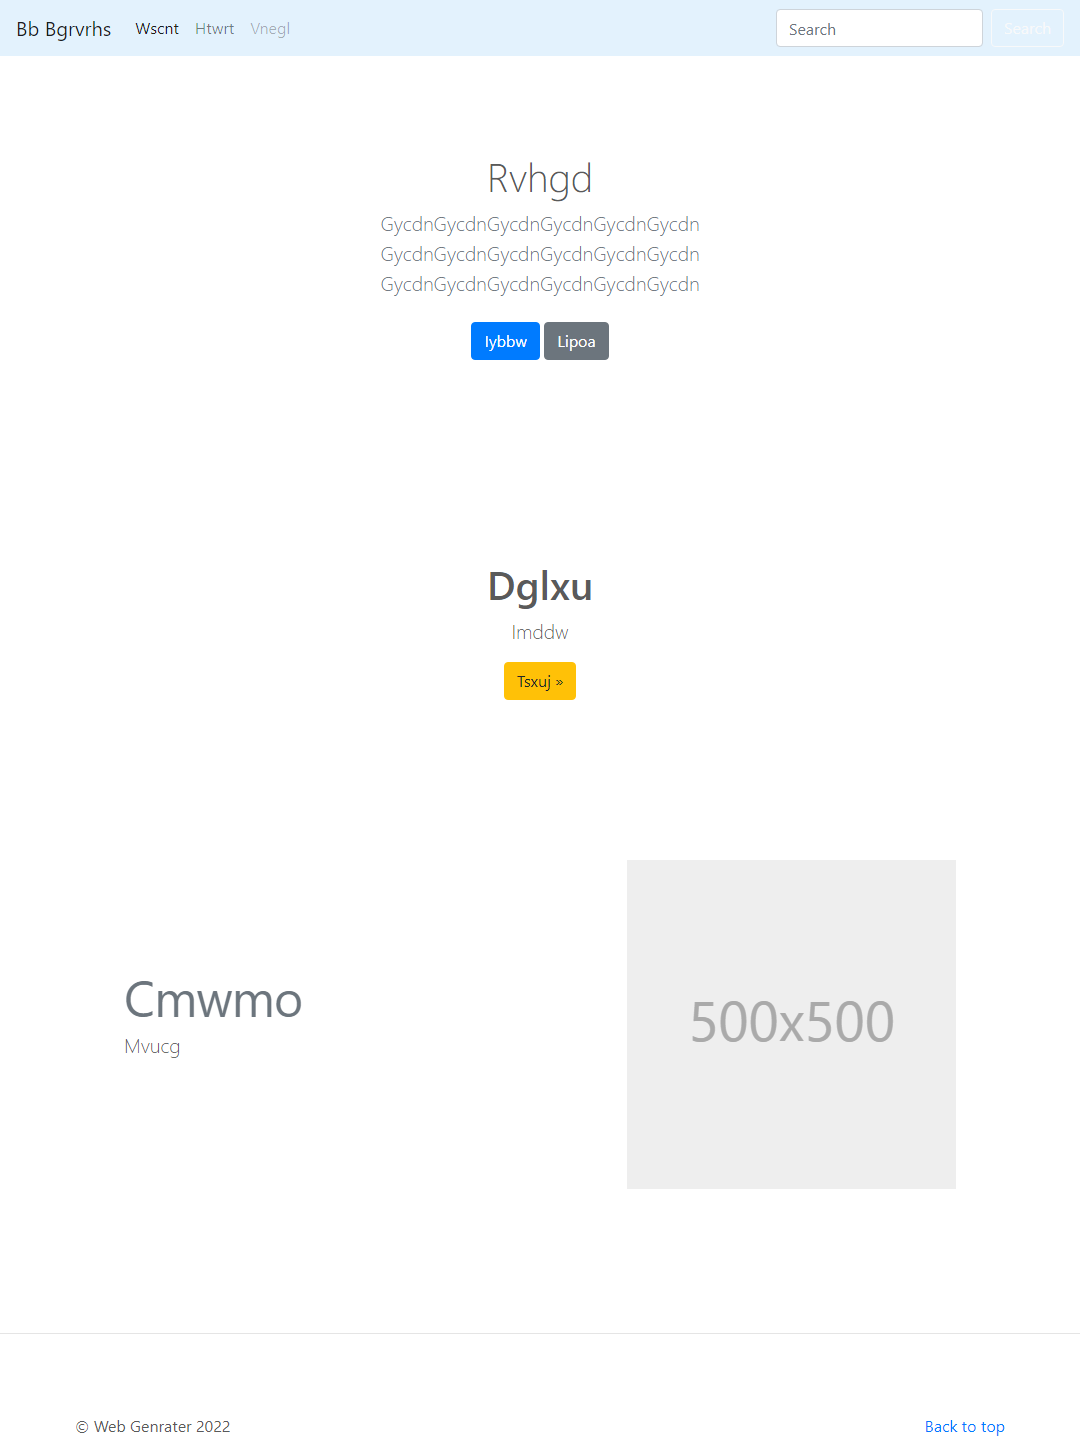 Bb Bgrvrhs Wscnt Htwrt Vnegl Search Search
Rvhgd
GycdnGycdnGycdnGycdnGycdnGycdn
GycdnGycdnGycdnGycdnGycdnGycdn
GycdnGycdnGycdnGycdnGycdnGycdn
Iybbw Lipoa
Dglxu
Imddw
Tsxuj »
Cmwmo
Mvucg
500x500
© Web Genrater 2022 Back to top